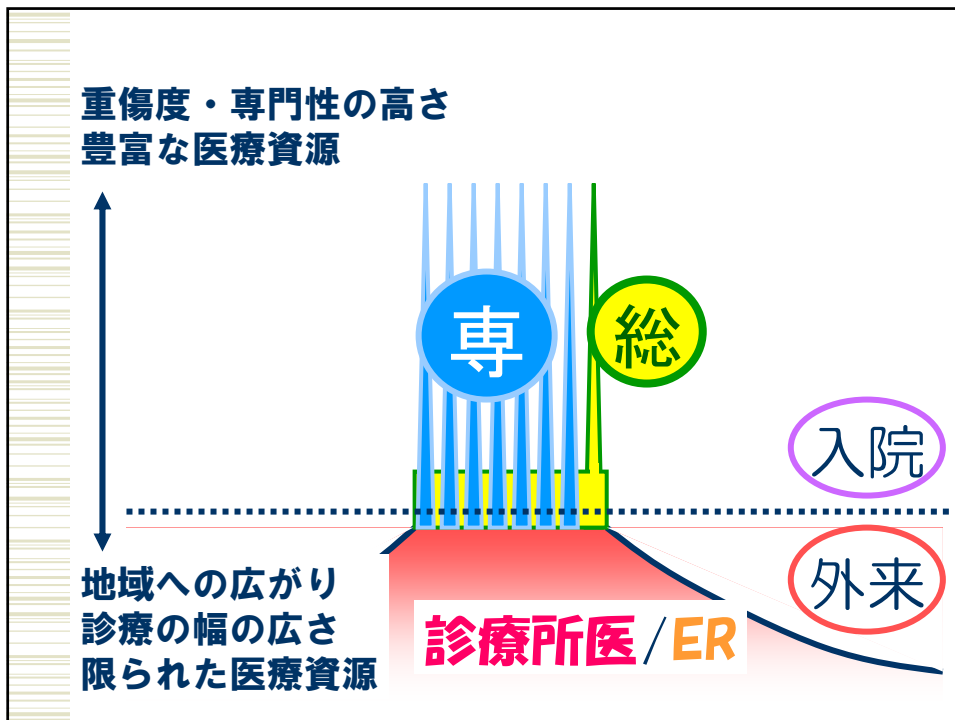 重傷度・専門性の高さ
豊富な医療資源
専
総
入院
外来
地域への広がり
診療の幅の広さ
限られた医療資源
診療所医/ER